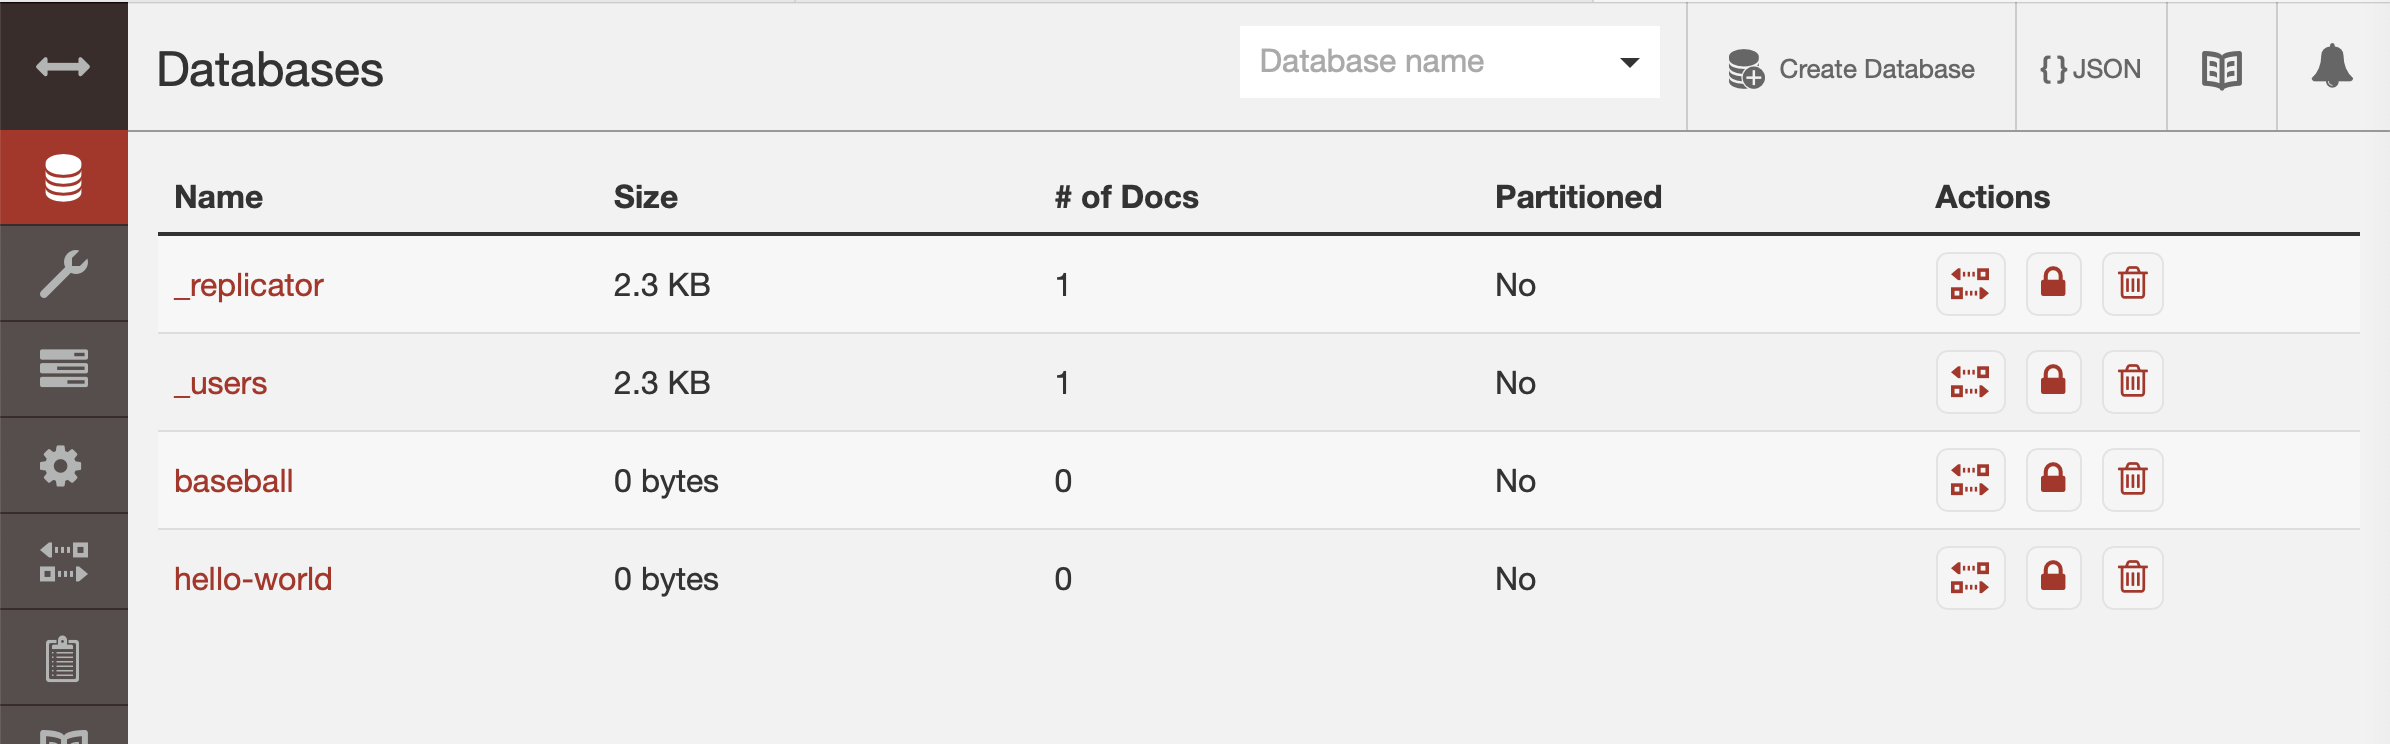 Databases
Database name
Create Database
{} JSON
Name Size # of Docs Partitioned Actions
_replicator 2.3 KB 1 No
_users 2.3 KB 1 No
baseball 0 bytes 0 No
hello-world 0 bytes 0 No